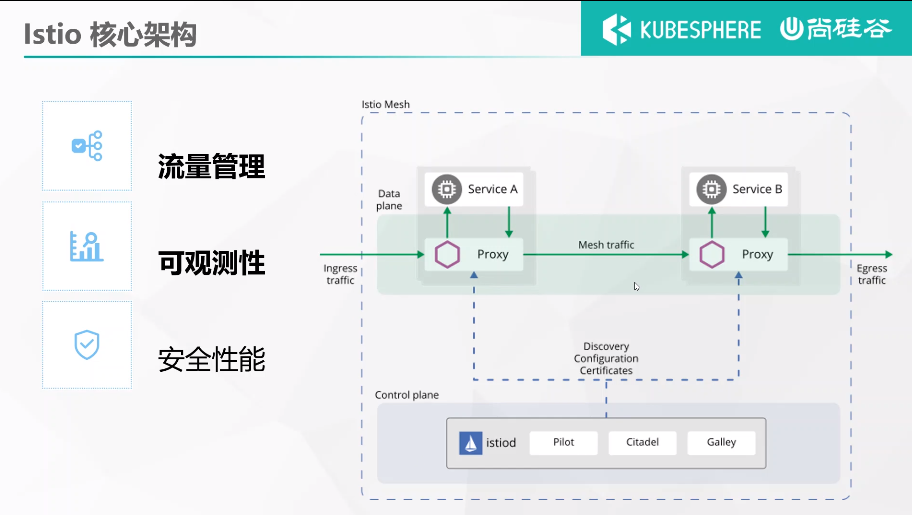 Istio 核心架构
KUBESPHERE 尚硅谷
流量管理
可观测性
安全性能
Istio Mesh
Data
plane
Service A
Service B
Proxy
Mesh traffic
Proxy
Ingress
traffic
Egress
traffic
Discovery
Configuration
Certificates
Control plane
istiod
Pilot
Citadel
Galley